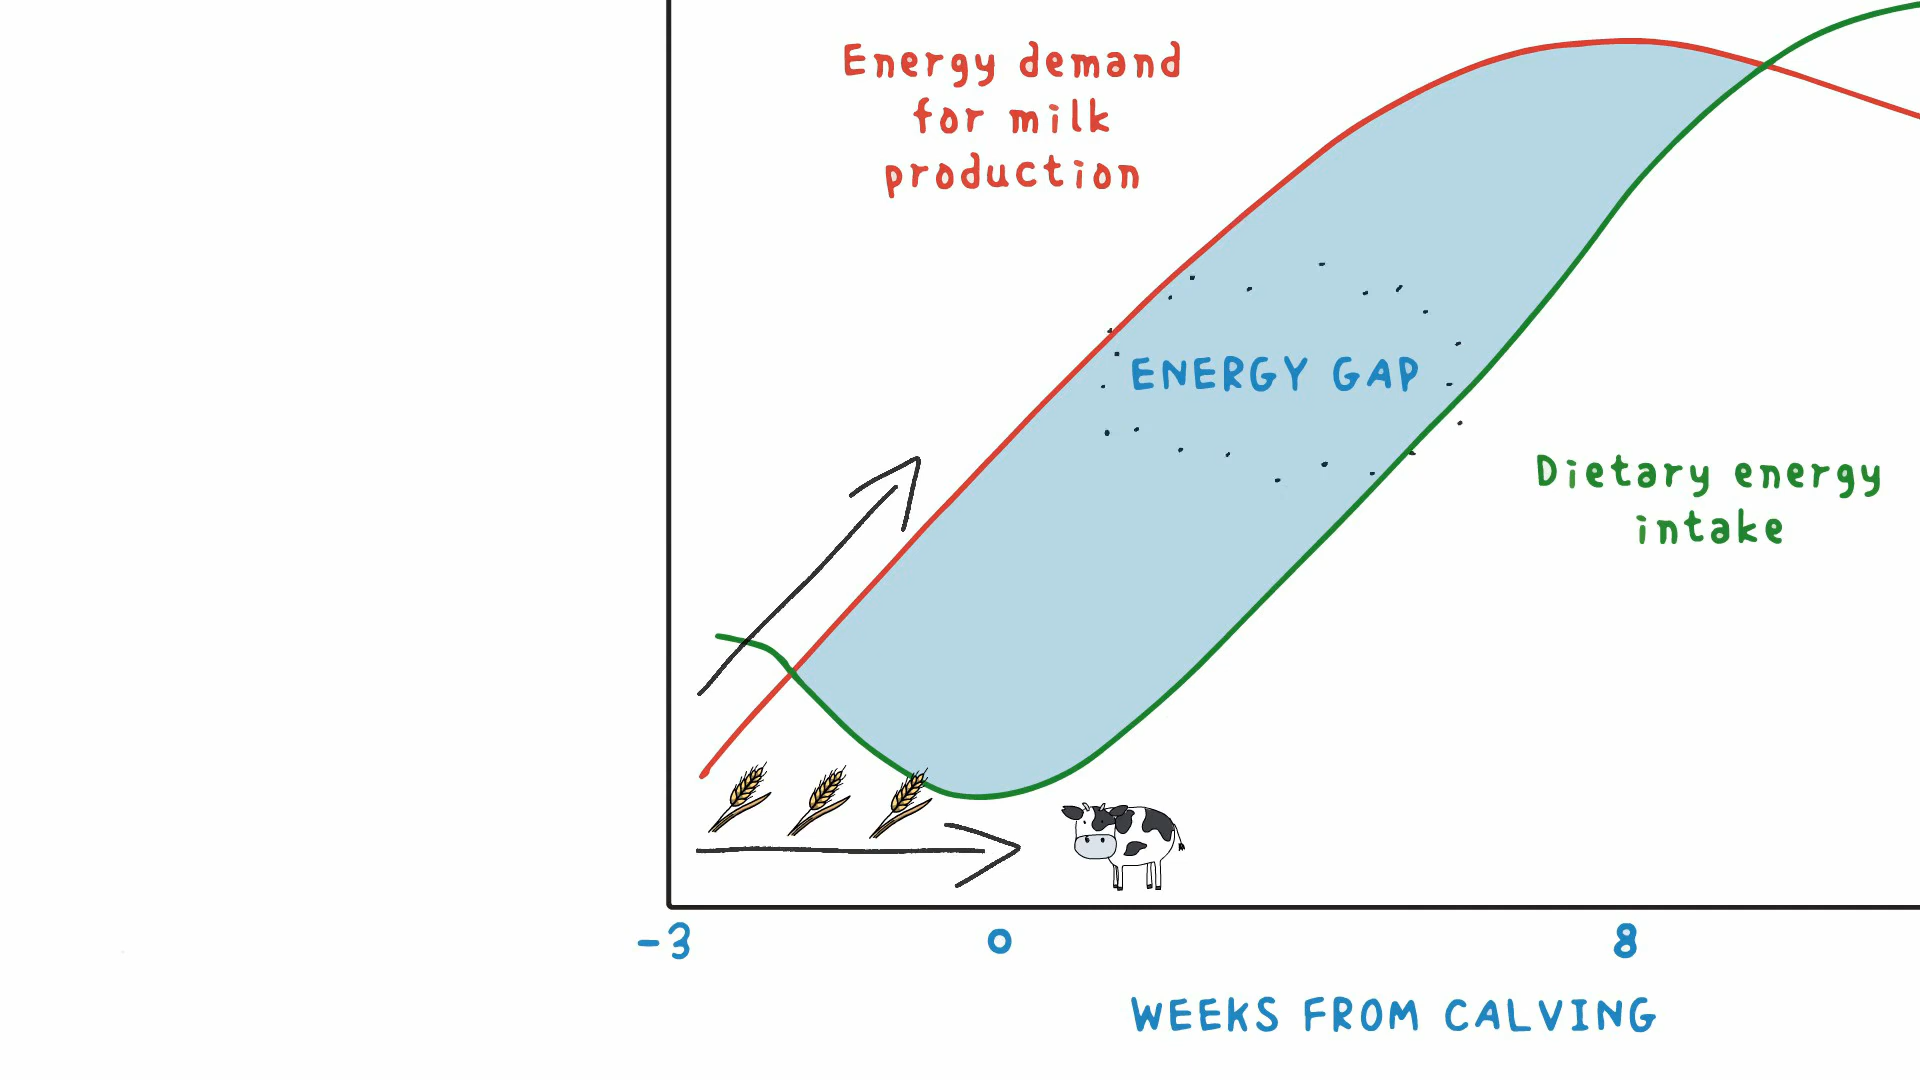 Energy demand
for milk
production
ENERGY GAP
Dietary energy
intake
-3
0
8
WEEKS FROM CALVING